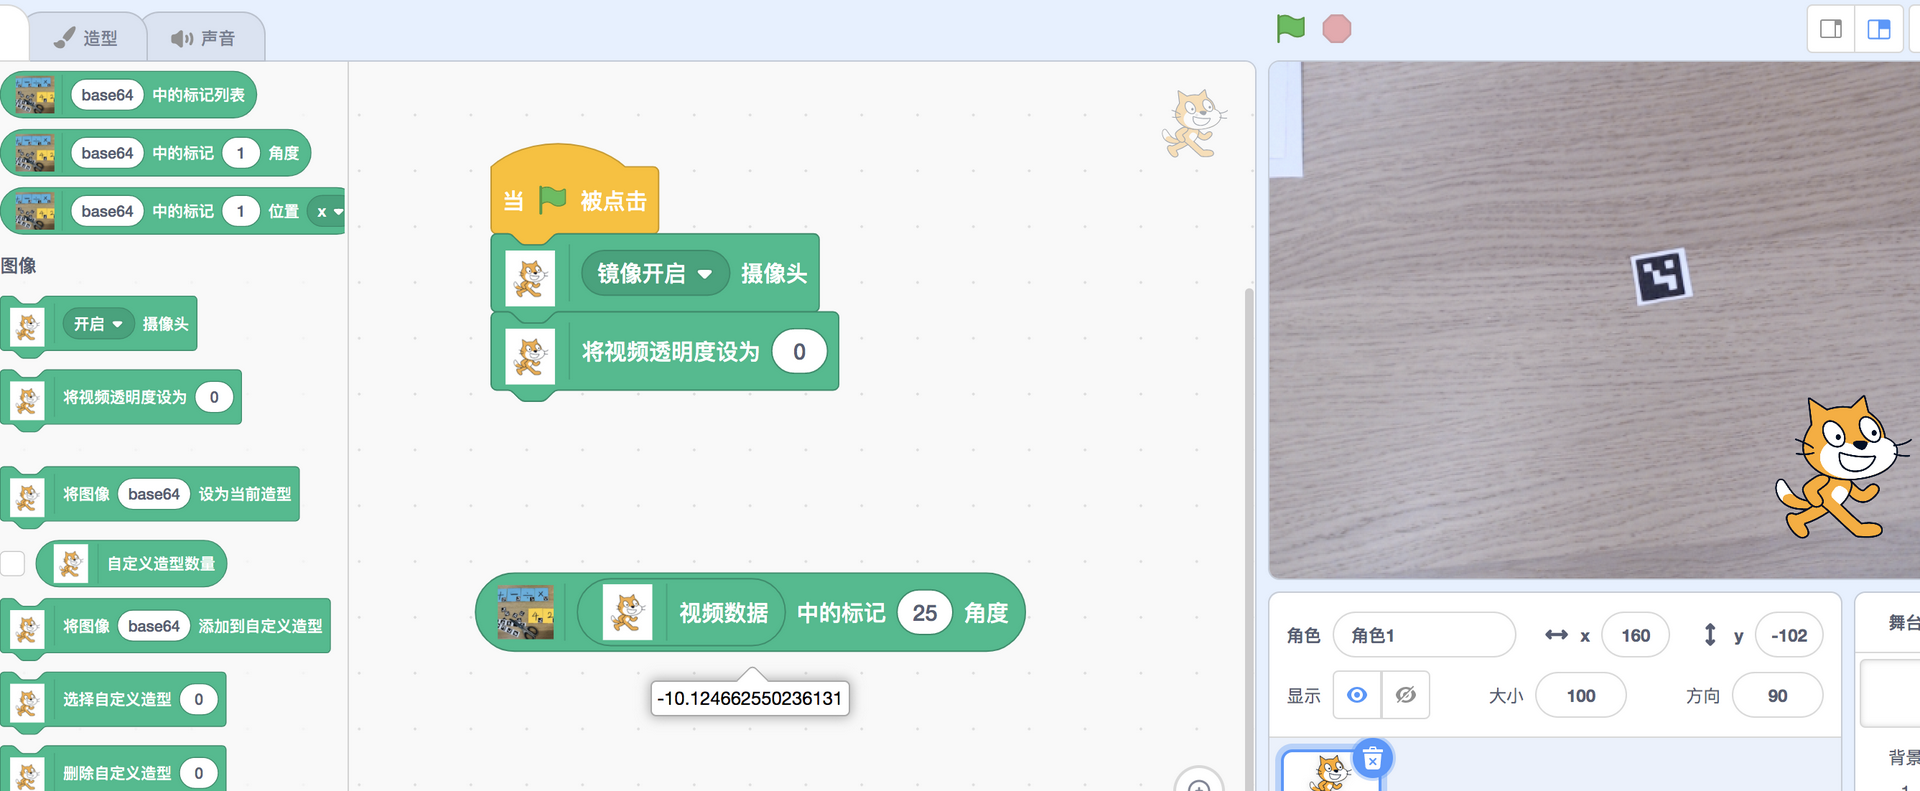 造型
声音
base64 中的标记列表
base64 中的标记 1 角度
base64 中的标记 1 位置 x
图像
开启 摄像头
将视频透明度设为 0
将图像 base64 设为当前造型
自定义造型数量
将图像 base64 添加到自定义造型
选择自定义造型 0
删除自定义造型 0
当 被点击
镜像开启 摄像头
将视频透明度设为 0
视频数据 中的标记 25 角度
-10.124662550236131
角色 角色1 x 160 y -102
显示 大小 100 方向 90
舞台
背景